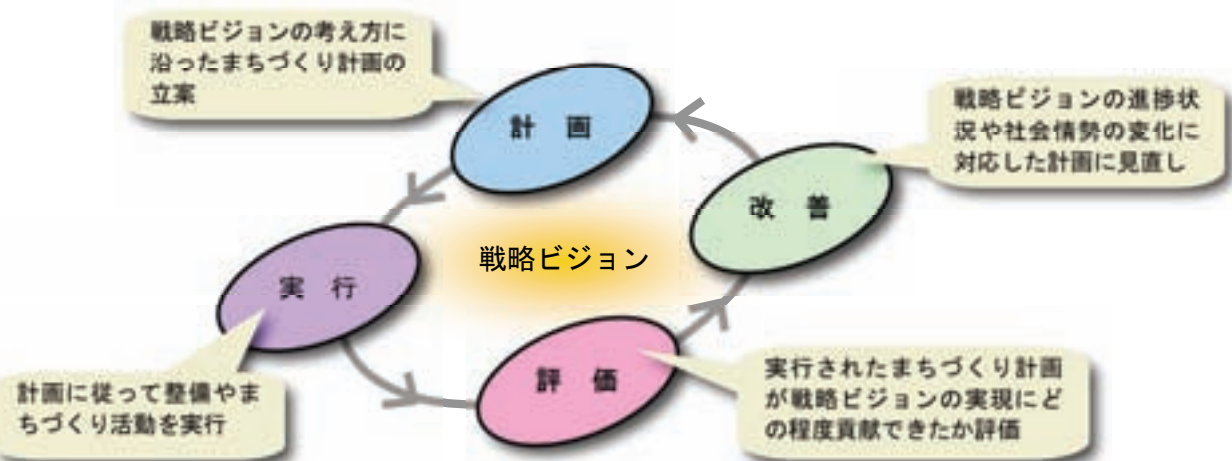 戦略ビジョンの考え方に
沿ったまちづくり計画の
立案
計 画
戦略ビジョンの進捗状
況や社会情勢の変化に
対応した計画に見直し
改 善
戦略ビジョン
実 行
計画に従って整備やま
ちづくり活動を実行
評 価
実行されたまちづくり計画
が戦略ビジョンの実現にど
の程度貢献できたか評価